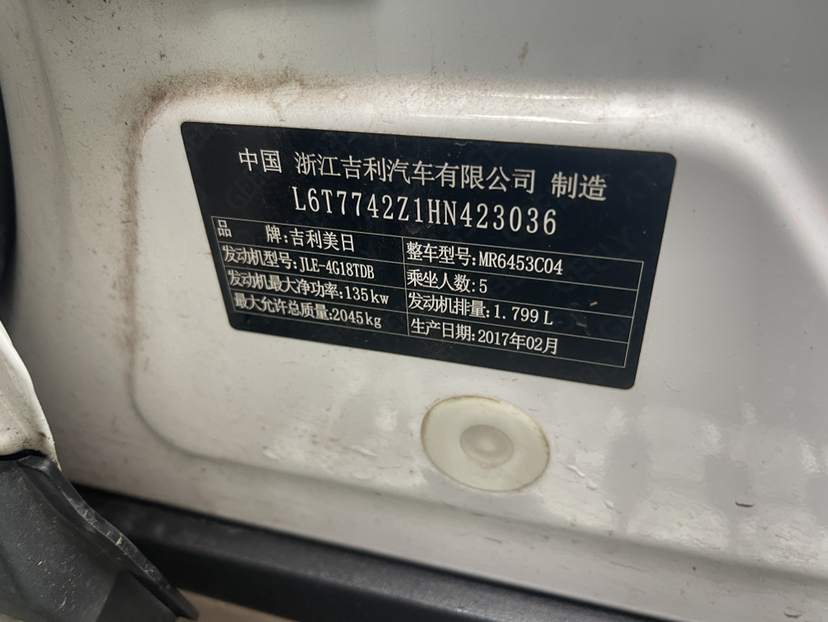 中国 浙江吉利汽车有限公司 制造
L6T7742Z1HN423036
品 牌:吉利美日 整车型号:MR6453C04
发动机型号:JLE-4G18TDB 乘坐人数:5
发动机最大净功率:135kw 发动机排量:1.799L
最大允许总质量:2045kg 生产日期:2017年02月